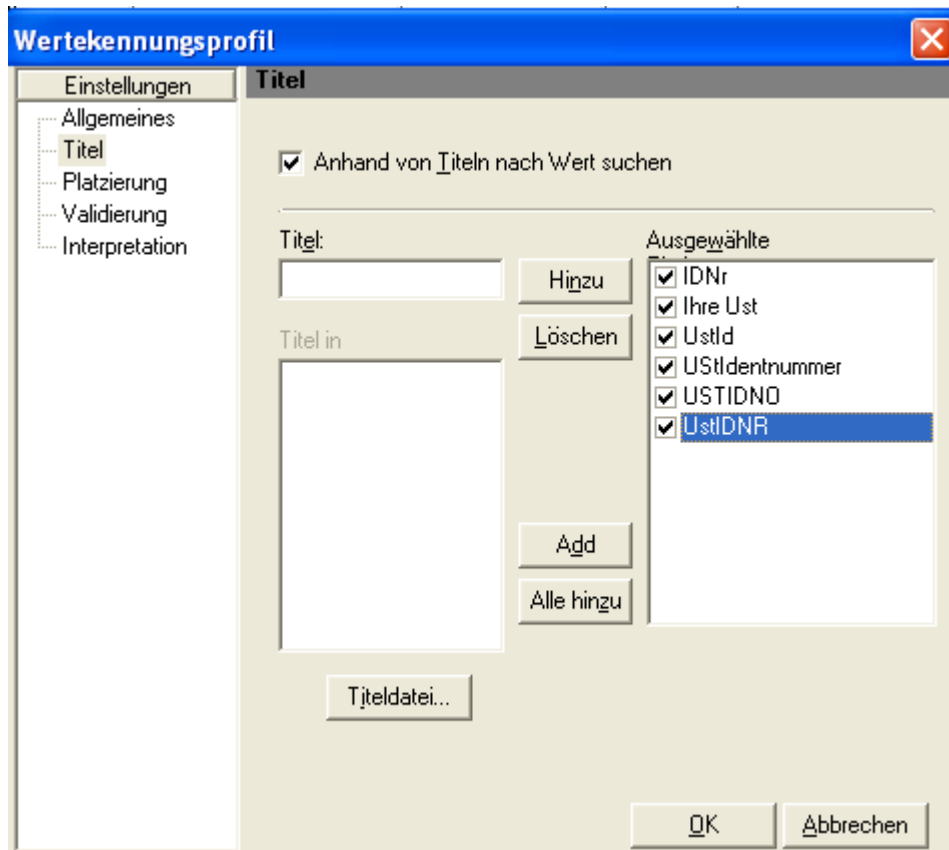 Wertekennungsprofil
Einstellungen
Allgemeines
Titel
Platzierung
Validierung
Interpretation
Titel
Anhand von Titeln nach Wert suchen
Titel:
Hinzu
Löschen
Titel in
Add
Alle hinzu
Titeldatei...
Ausgewählte
IDNr
Ihre Ust
UstId
UStIdentnummer
USTIDNO
UstIDNR
OK
Abbrechen